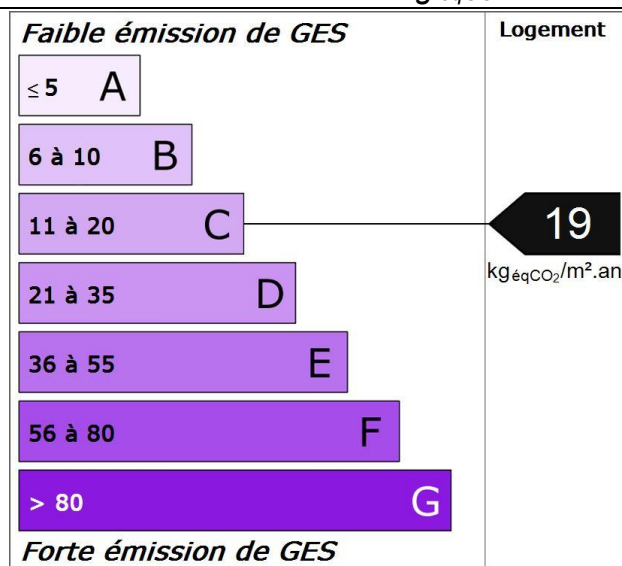 Faible émission de GES
Logement
≤ 5 A
6 à 10 B
11 à 20 C
19
kgéqCO₂/m².an
21 à 35 D
36 à 55 E
56 à 80 F
> 80 G
Forte émission de GES